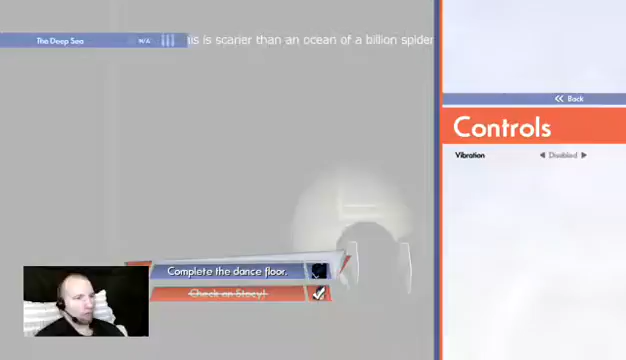 The Deep Sea
N/A
his is scarier than an ocean of a billion spider
Back
Controls
Vibration
Disabled
Complete the dance floor.
Check on Stacy!